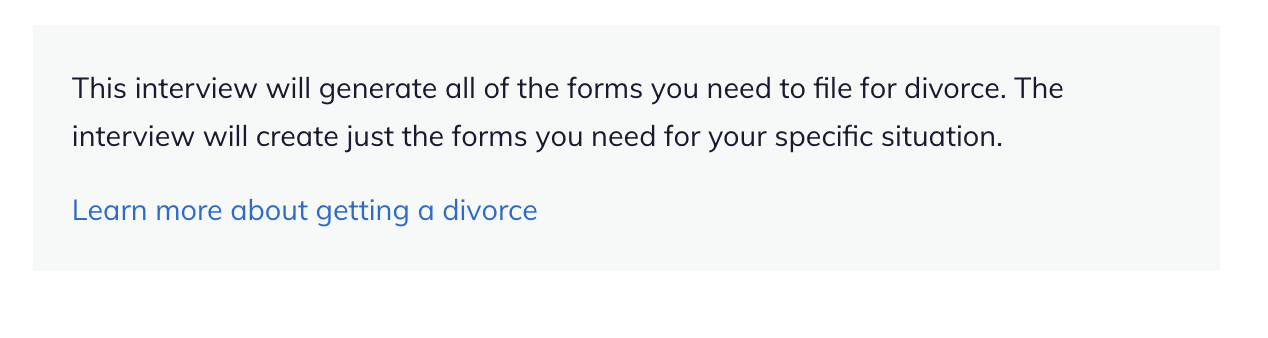 This interview will generate all of the forms you need to file for divorce. The
interview will create just the forms you need for your specific situation.
Learn more about getting a divorce